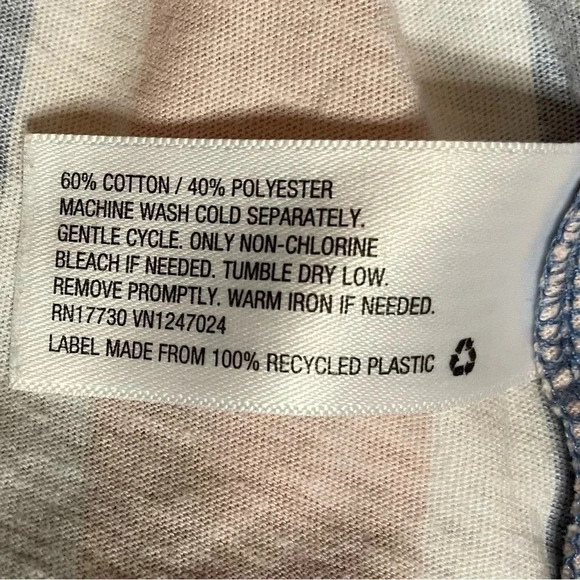 60% COTTON / 40% POLYESTER
MACHINE WASH COLD SEPARATELY.
GENTLE CYCLE. ONLY NON-CHLORINE
BLEACH IF NEEDED. TUMBLE DRY LOW.
REMOVE PROMPTLY. WARM IRON IF NEEDED.
RN17730 VN1247024
LABEL MADE FROM 100% RECYCLED PLASTIC